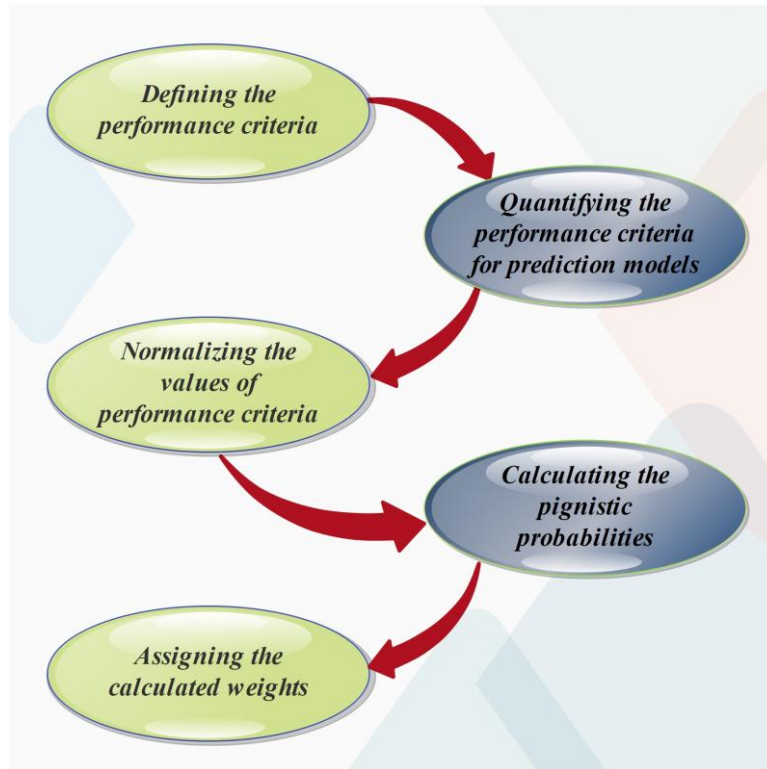 Defining the
performance criteria
Quantifying the
performance criteria
for prediction models
Normalizing the
values of
performance criteria
Calculating the
pignistic
probabilities
Assigning the
calculated weights